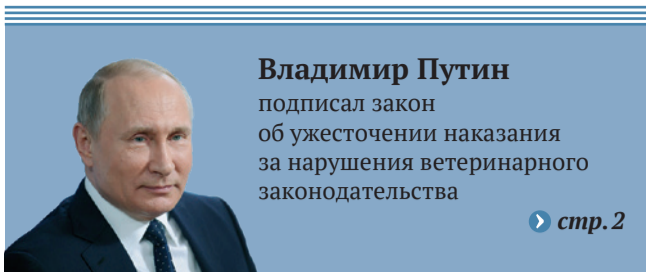 Владимир Путин
подписал закон
об ужесточении наказания
за нарушения ветеринарного
законодательства
стр. 2